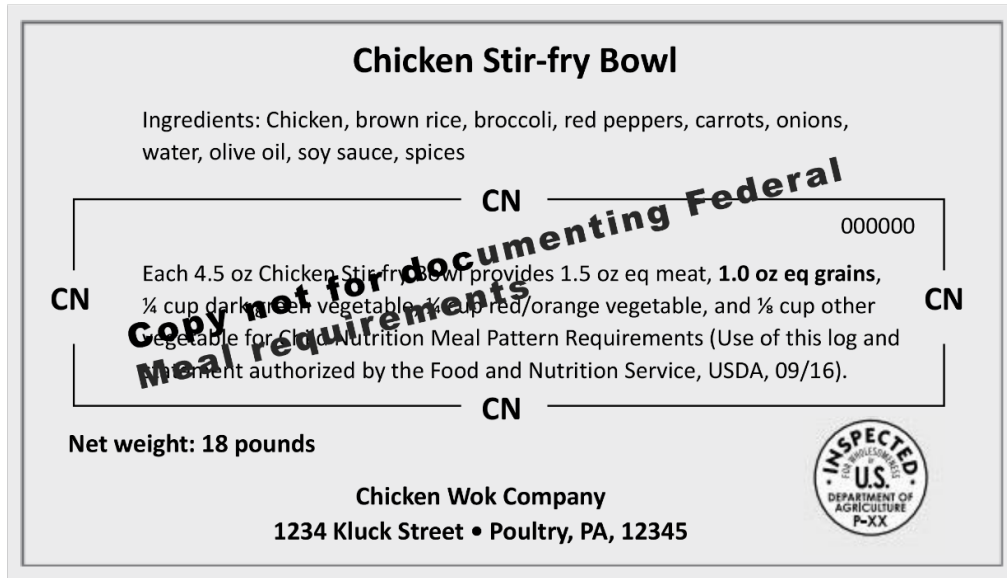 Chicken Stir-fry Bowl
Ingredients: Chicken, brown rice, broccoli, red peppers, carrots, onions,
water, olive oil, soy sauce, spices
CN
000000
Each 4.5 oz Chicken Stir-fry Bowl provides 1.5 oz eq meat, 1.0 oz eq grains,
CN
CN
¼ cup dark green vegetable, ¼ cup red/orange vegetable, and ⅛ cup other
vegetable for Child Nutrition Meal Pattern Requirements (Use of this log and
statement authorized by the Food and Nutrition Service, USDA, 09/16).
Copy not for documenting Federal
Meal requirements
CN
Net weight: 18 pounds
INSPECTED
FOR WHOLESOMENESS
U.S.
DEPARTMENT OF
AGRICULTURE
P-XX
Chicken Wok Company
1234 Kluck Street • Poultry, PA, 12345